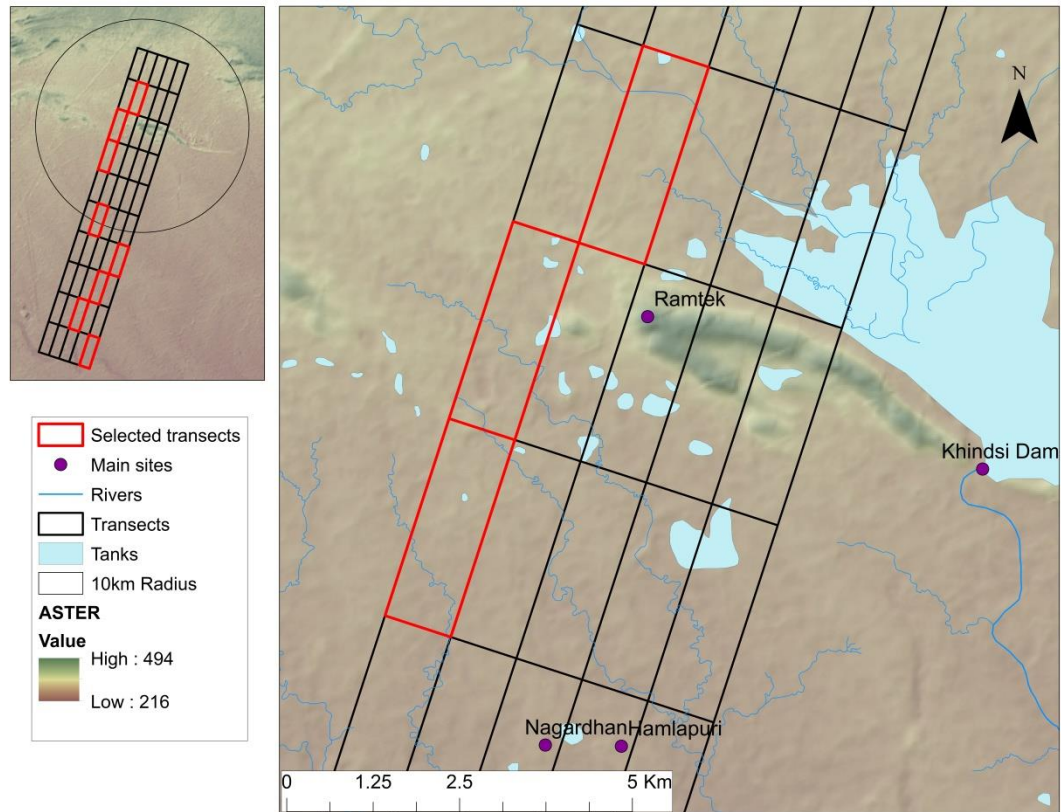 N
Ramtek
Khindsi Dam
Nagardhan
Hamlapuri
0 1.25 2.5 5 Km
Selected transects
Main sites
Rivers
Transects
Tanks
10km Radius
ASTER
Value
High : 494
Low : 216